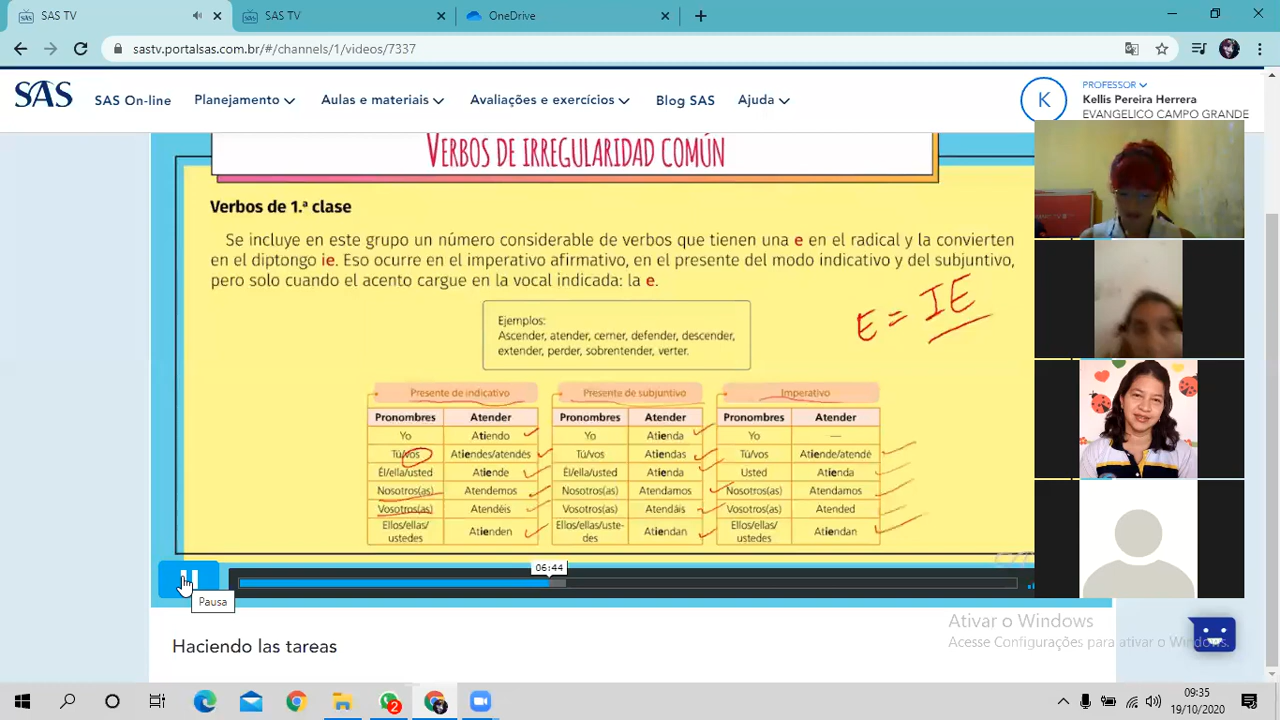 SAS TV
SAS TV
OneDrive
sastv.portalsas.com.br/#/channels/1/videos/7337
SAS
SAS On-line
Planejamento
Aulas e materiais
Avaliações e exercícios
Blog SAS
Ajuda
K
PROFESSOR
Kellis Pereira Herrera
EVANGELICO CAMPO GRANDE
VERBOS DE IRREGULARIDAD COMÚN
Verbos de 1.ª clase
Se incluye en este grupo un número considerable de verbos que tienen una e en el radical y la convierten
en el diptongo ie. Eso ocurre en el imperativo afirmativo, en el presente del modo indicativo y del subjuntivo,
pero solo cuando el acento cargue en la vocal indicada: la e.
E = IE
Ejemplos:
Ascender, atender, cerner, defender, descender,
extender, perder, sobrentender, verter.
Presente de indicativo Presente de subjuntivo Imperativo
Pronombres Atender Pronombres Atender Pronombres Atender
Yo Atiendo Yo Atienda Yo —
Tú/vos Atiendes/atendés Tú/vos Atiendas Tú/vos Atiende/atendé
Él/ella/usted Atiende Él/ella/usted Atienda Usted Atienda
Nosotros(as) Atendemos Nosotros(as) Atendamos Nosotros(as) Atendamos
Vosotros(as) Atendéis Vosotros(as) Atendáis Vosotros(as) Atended
Ellos/ellas/ Atienden Ellos/ellas/uste- Atiendan Ellos/ellas/ Atiendan
ustedes des ustedes
06:44
Pausa
Haciendo las tareas
Ativar o Windows
Acesse Configurações para ativar o Windows.
2
09:35
19/10/2020